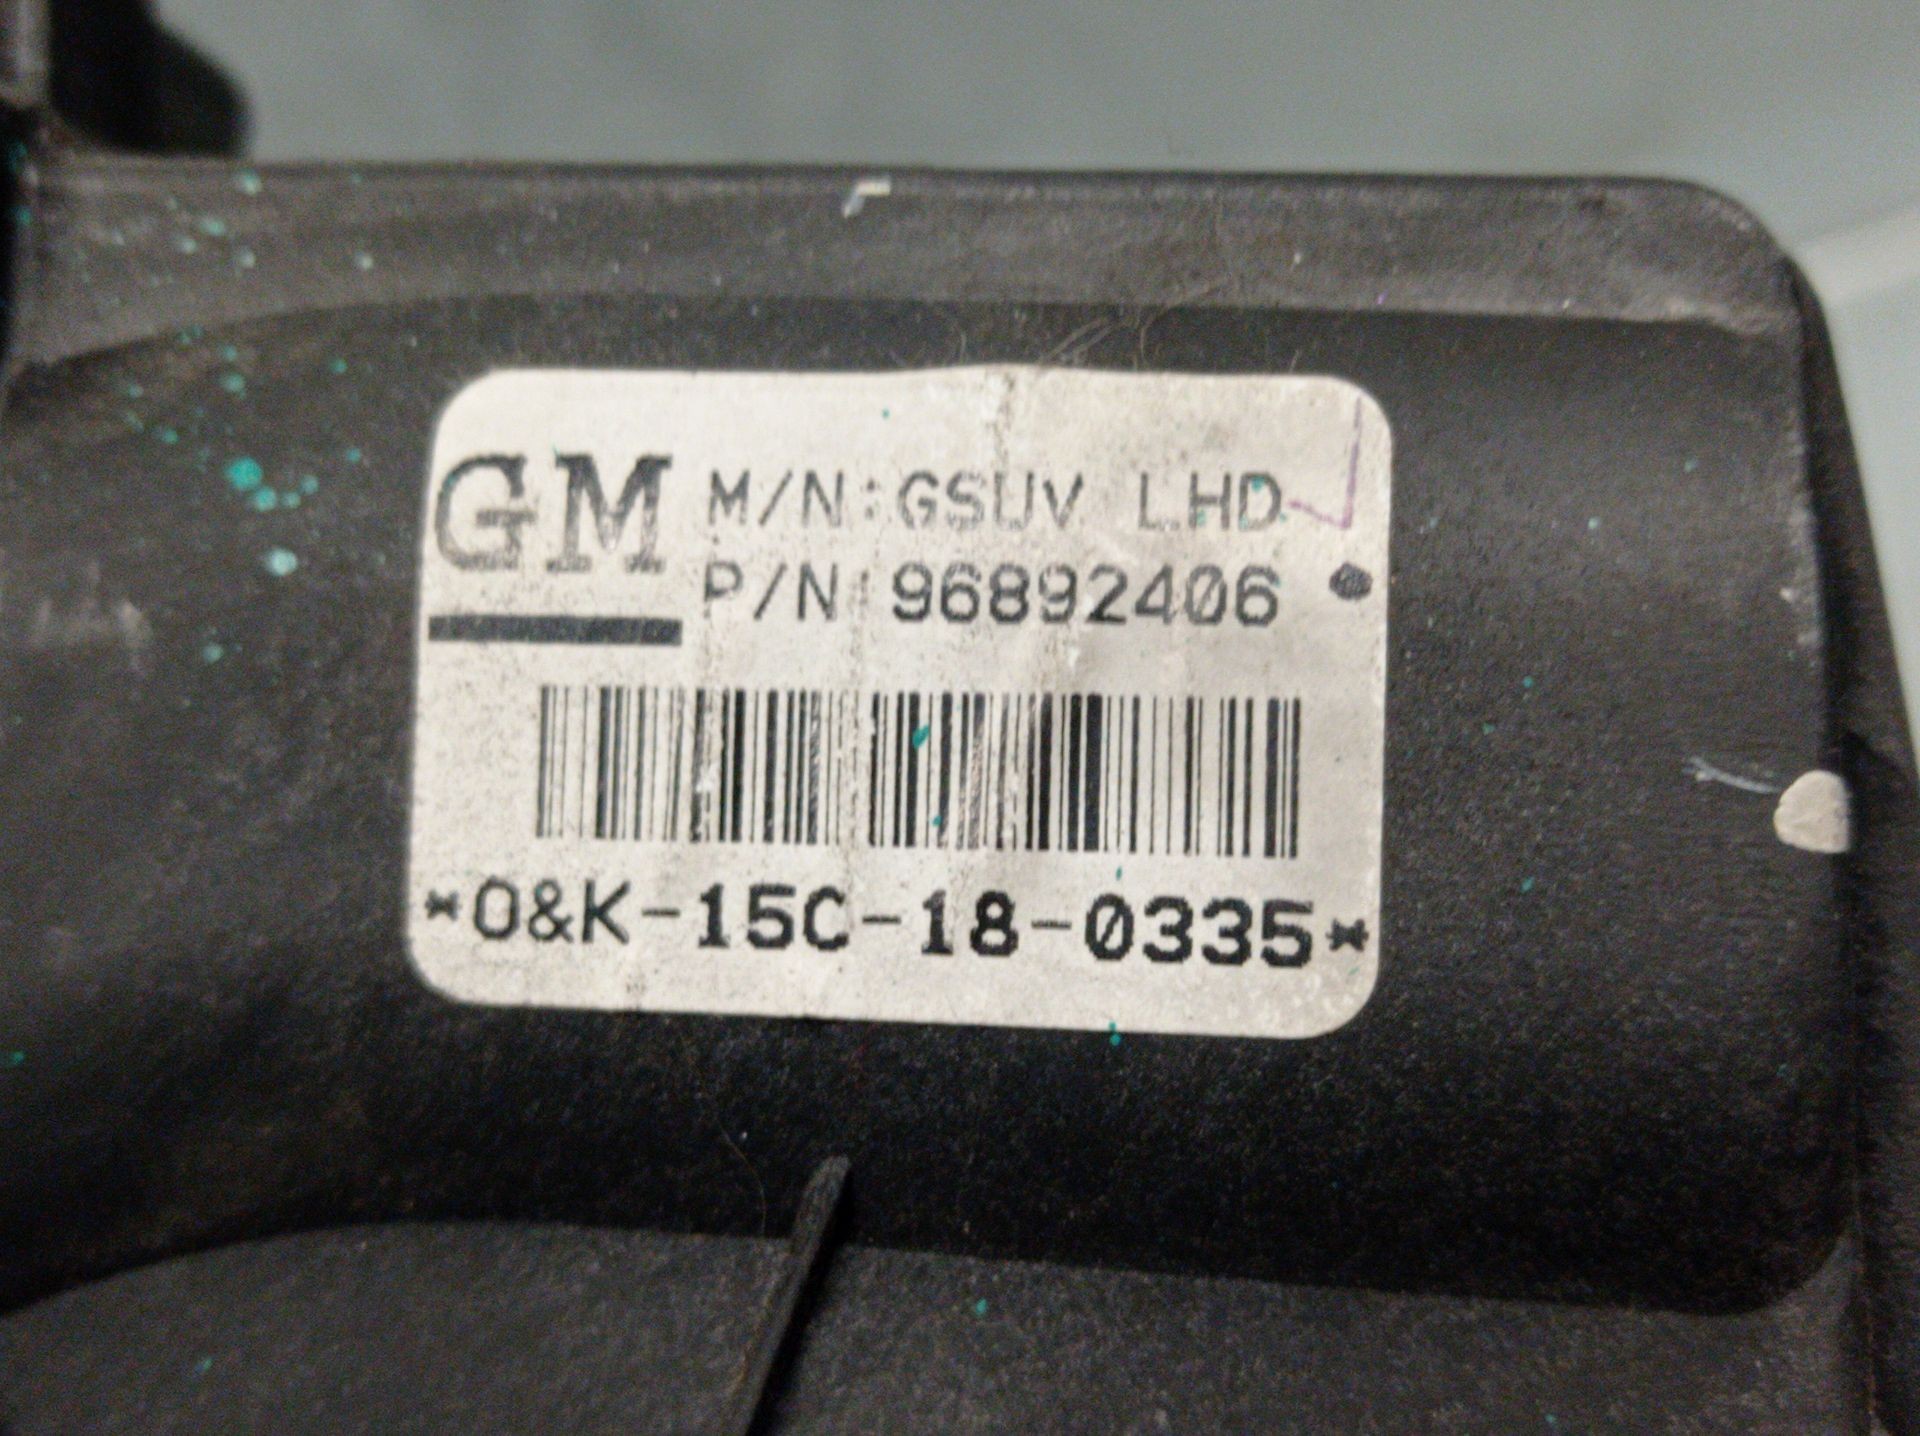 GM
M/N:GSUV LHD
P/N 96892406
*O&K-15C-18-0335*